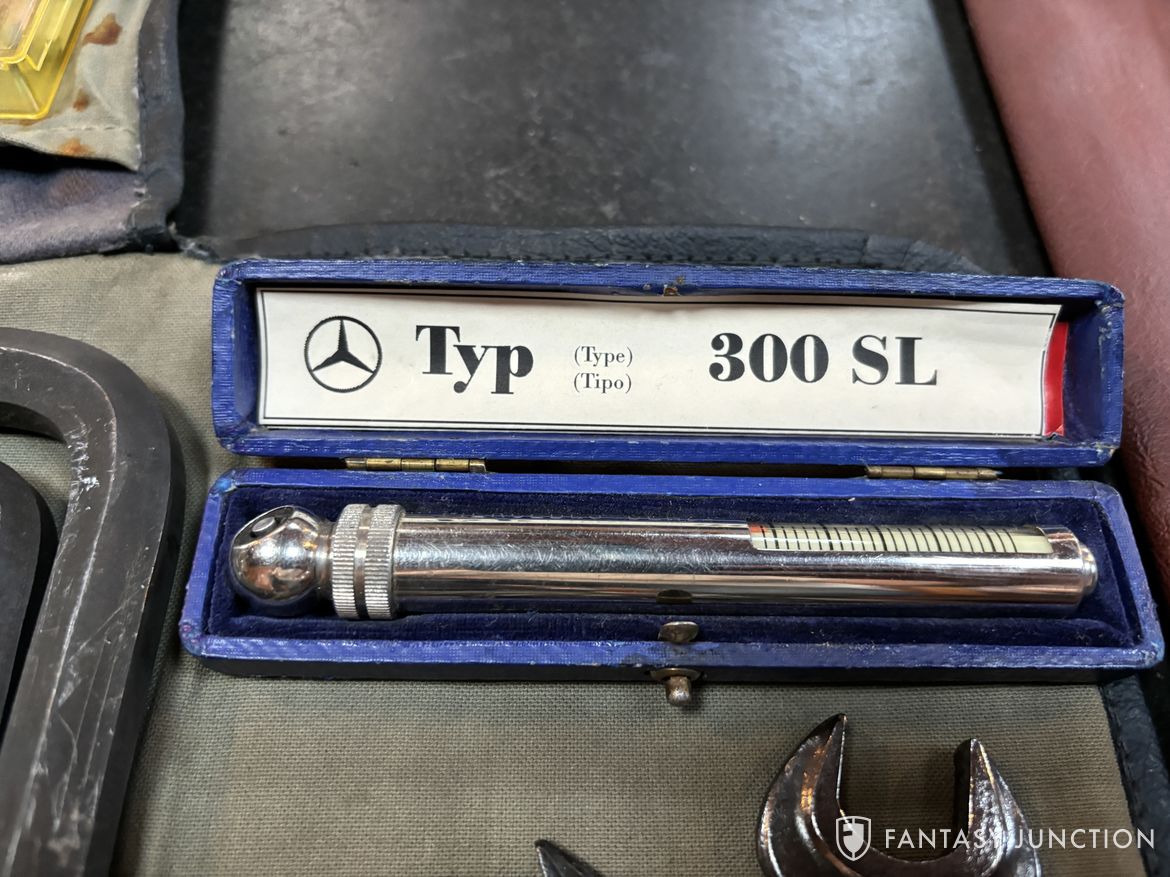 Typ (Type) 300 SL
(Tipo)
FANTASY JUNCTION